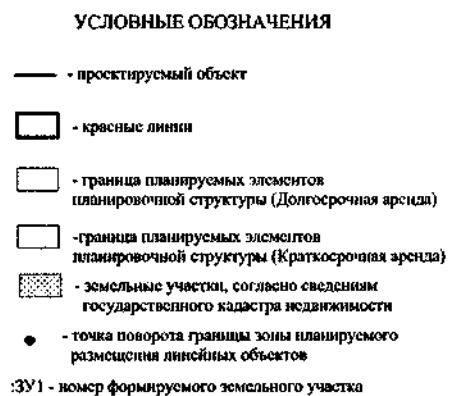 УСЛОВНЫЕ ОБОЗНАЧЕНИЯ
- проектируемый объект
- красные линии
- граница планируемых элементов
планировочной структуры (Долгосрочная аренда)
-граница планируемых элементов
планировочной структуры (Краткосрочная аренда)
- земельные участки, согласно сведениям
государственного кадастра недвижимости
- точка поворота границы зоны планируемого
размещения линейных объектов
:ЗУ1 - номер формируемого земельного участка